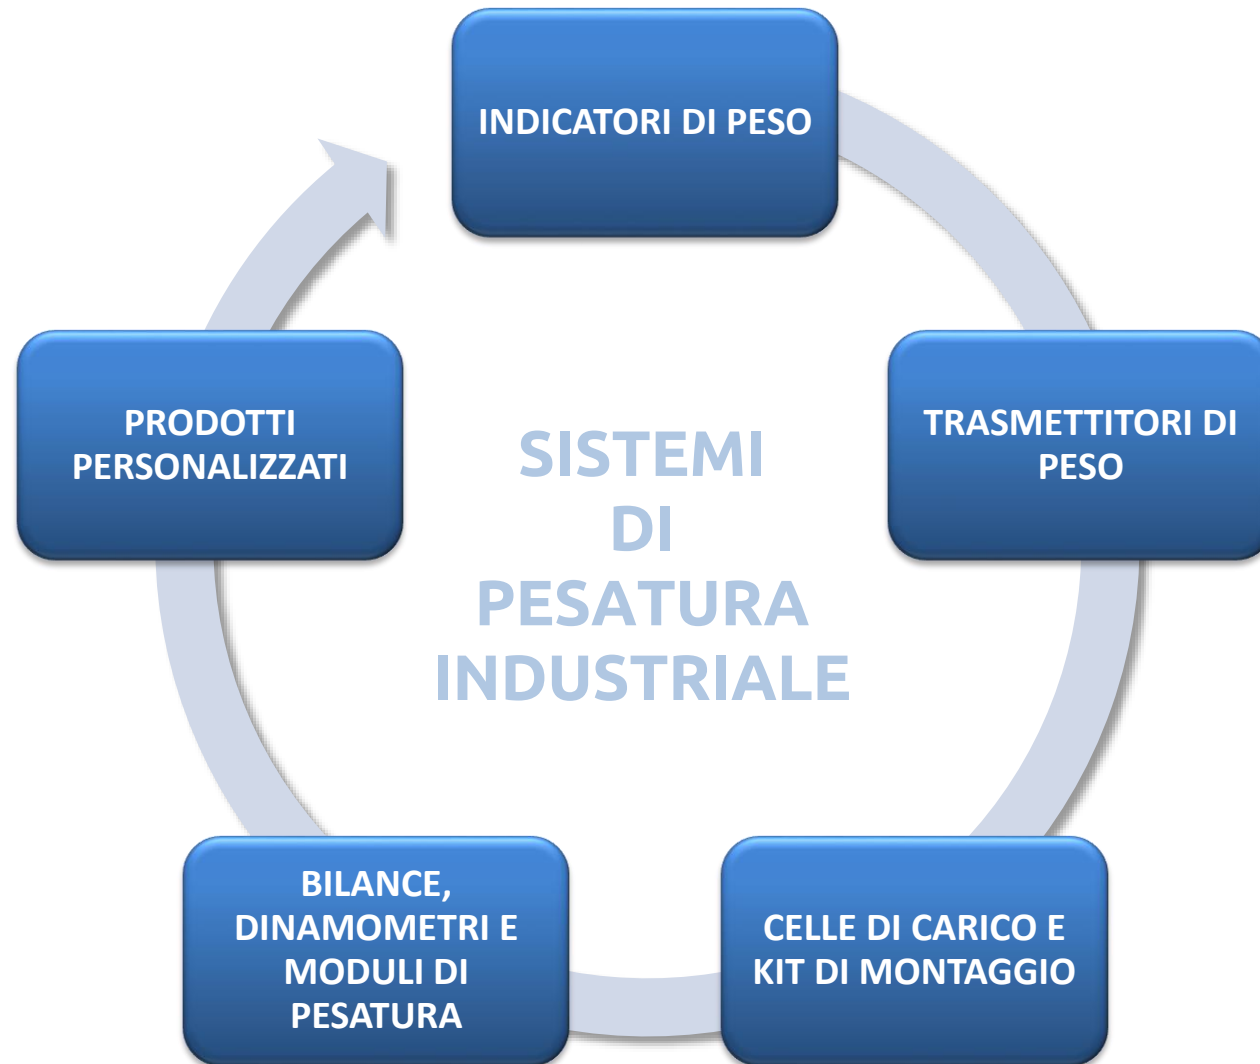 INDICATORI DI PESO
TRASMETTITORI DI
PESO
CELLE DI CARICO E
KIT DI MONTAGGIO
BILANCE,
DINAMOMETRI E
MODULI DI
PESATURA
PRODOTTI
PERSONALIZZATI
SISTEMI
DI
PESATURA
INDUSTRIALE